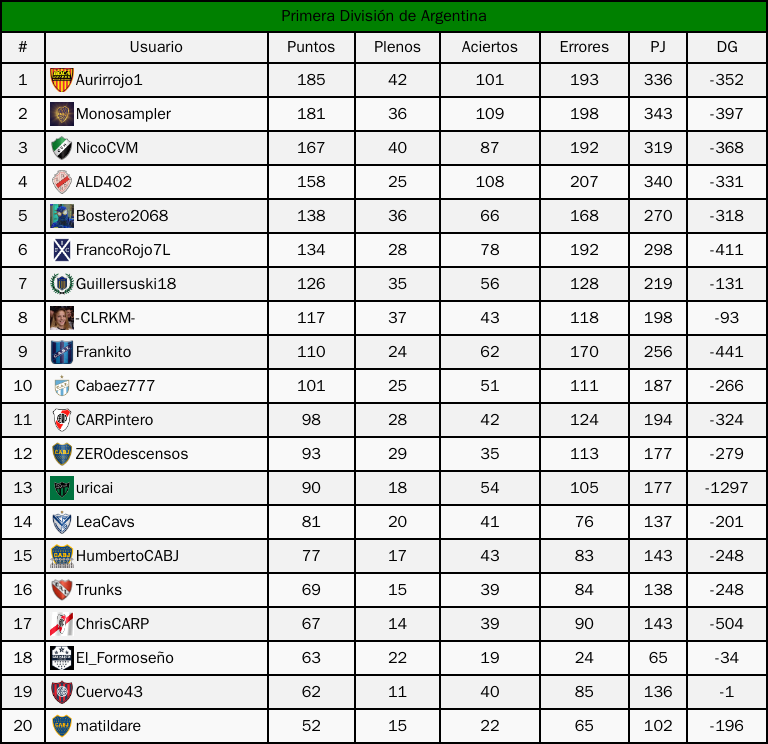 Primera División de Argentina
# Usuario Puntos Plenos Aciertos Errores PJ DG
1 Aurirrojo1 185 42 101 193 336 -352
2 Monosampler 181 36 109 198 343 -397
3 NicoCVM 167 40 87 192 319 -368
4 ALD402 158 25 108 207 340 -331
5 Bostero2068 138 36 66 168 270 -318
6 FrancoRojo7L 134 28 78 192 298 -411
7 Guillersuski18 126 35 56 128 219 -131
8 -CLRKM- 117 37 43 118 198 -93
9 Frankito 110 24 62 170 256 -441
10 Cabaez777 101 25 51 111 187 -266
11 CARPintero 98 28 42 124 194 -324
12 ZEROdescensos 93 29 35 113 177 -279
13 uricai 90 18 54 105 177 -1297
14 LeaCavs 81 20 41 76 137 -201
15 HumbertoCABJ 77 17 43 83 143 -248
16 Trunks 69 15 39 84 138 -248
17 ChrisCARP 67 14 39 90 143 -504
18 El_Formoseño 63 22 19 24 65 -34
19 Cuervo43 62 11 40 85 136 -1
20 matildare 52 15 22 65 102 -196